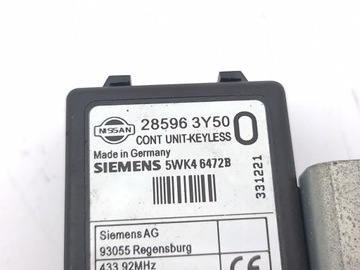 NISSAN 28596 3Y50 0
CONT UNIT-KEYLESS
Made in Germany
SIEMENS 5WK4 6472B
331221
Siemens AG
93055 Regensburg
433.92MHz
CE